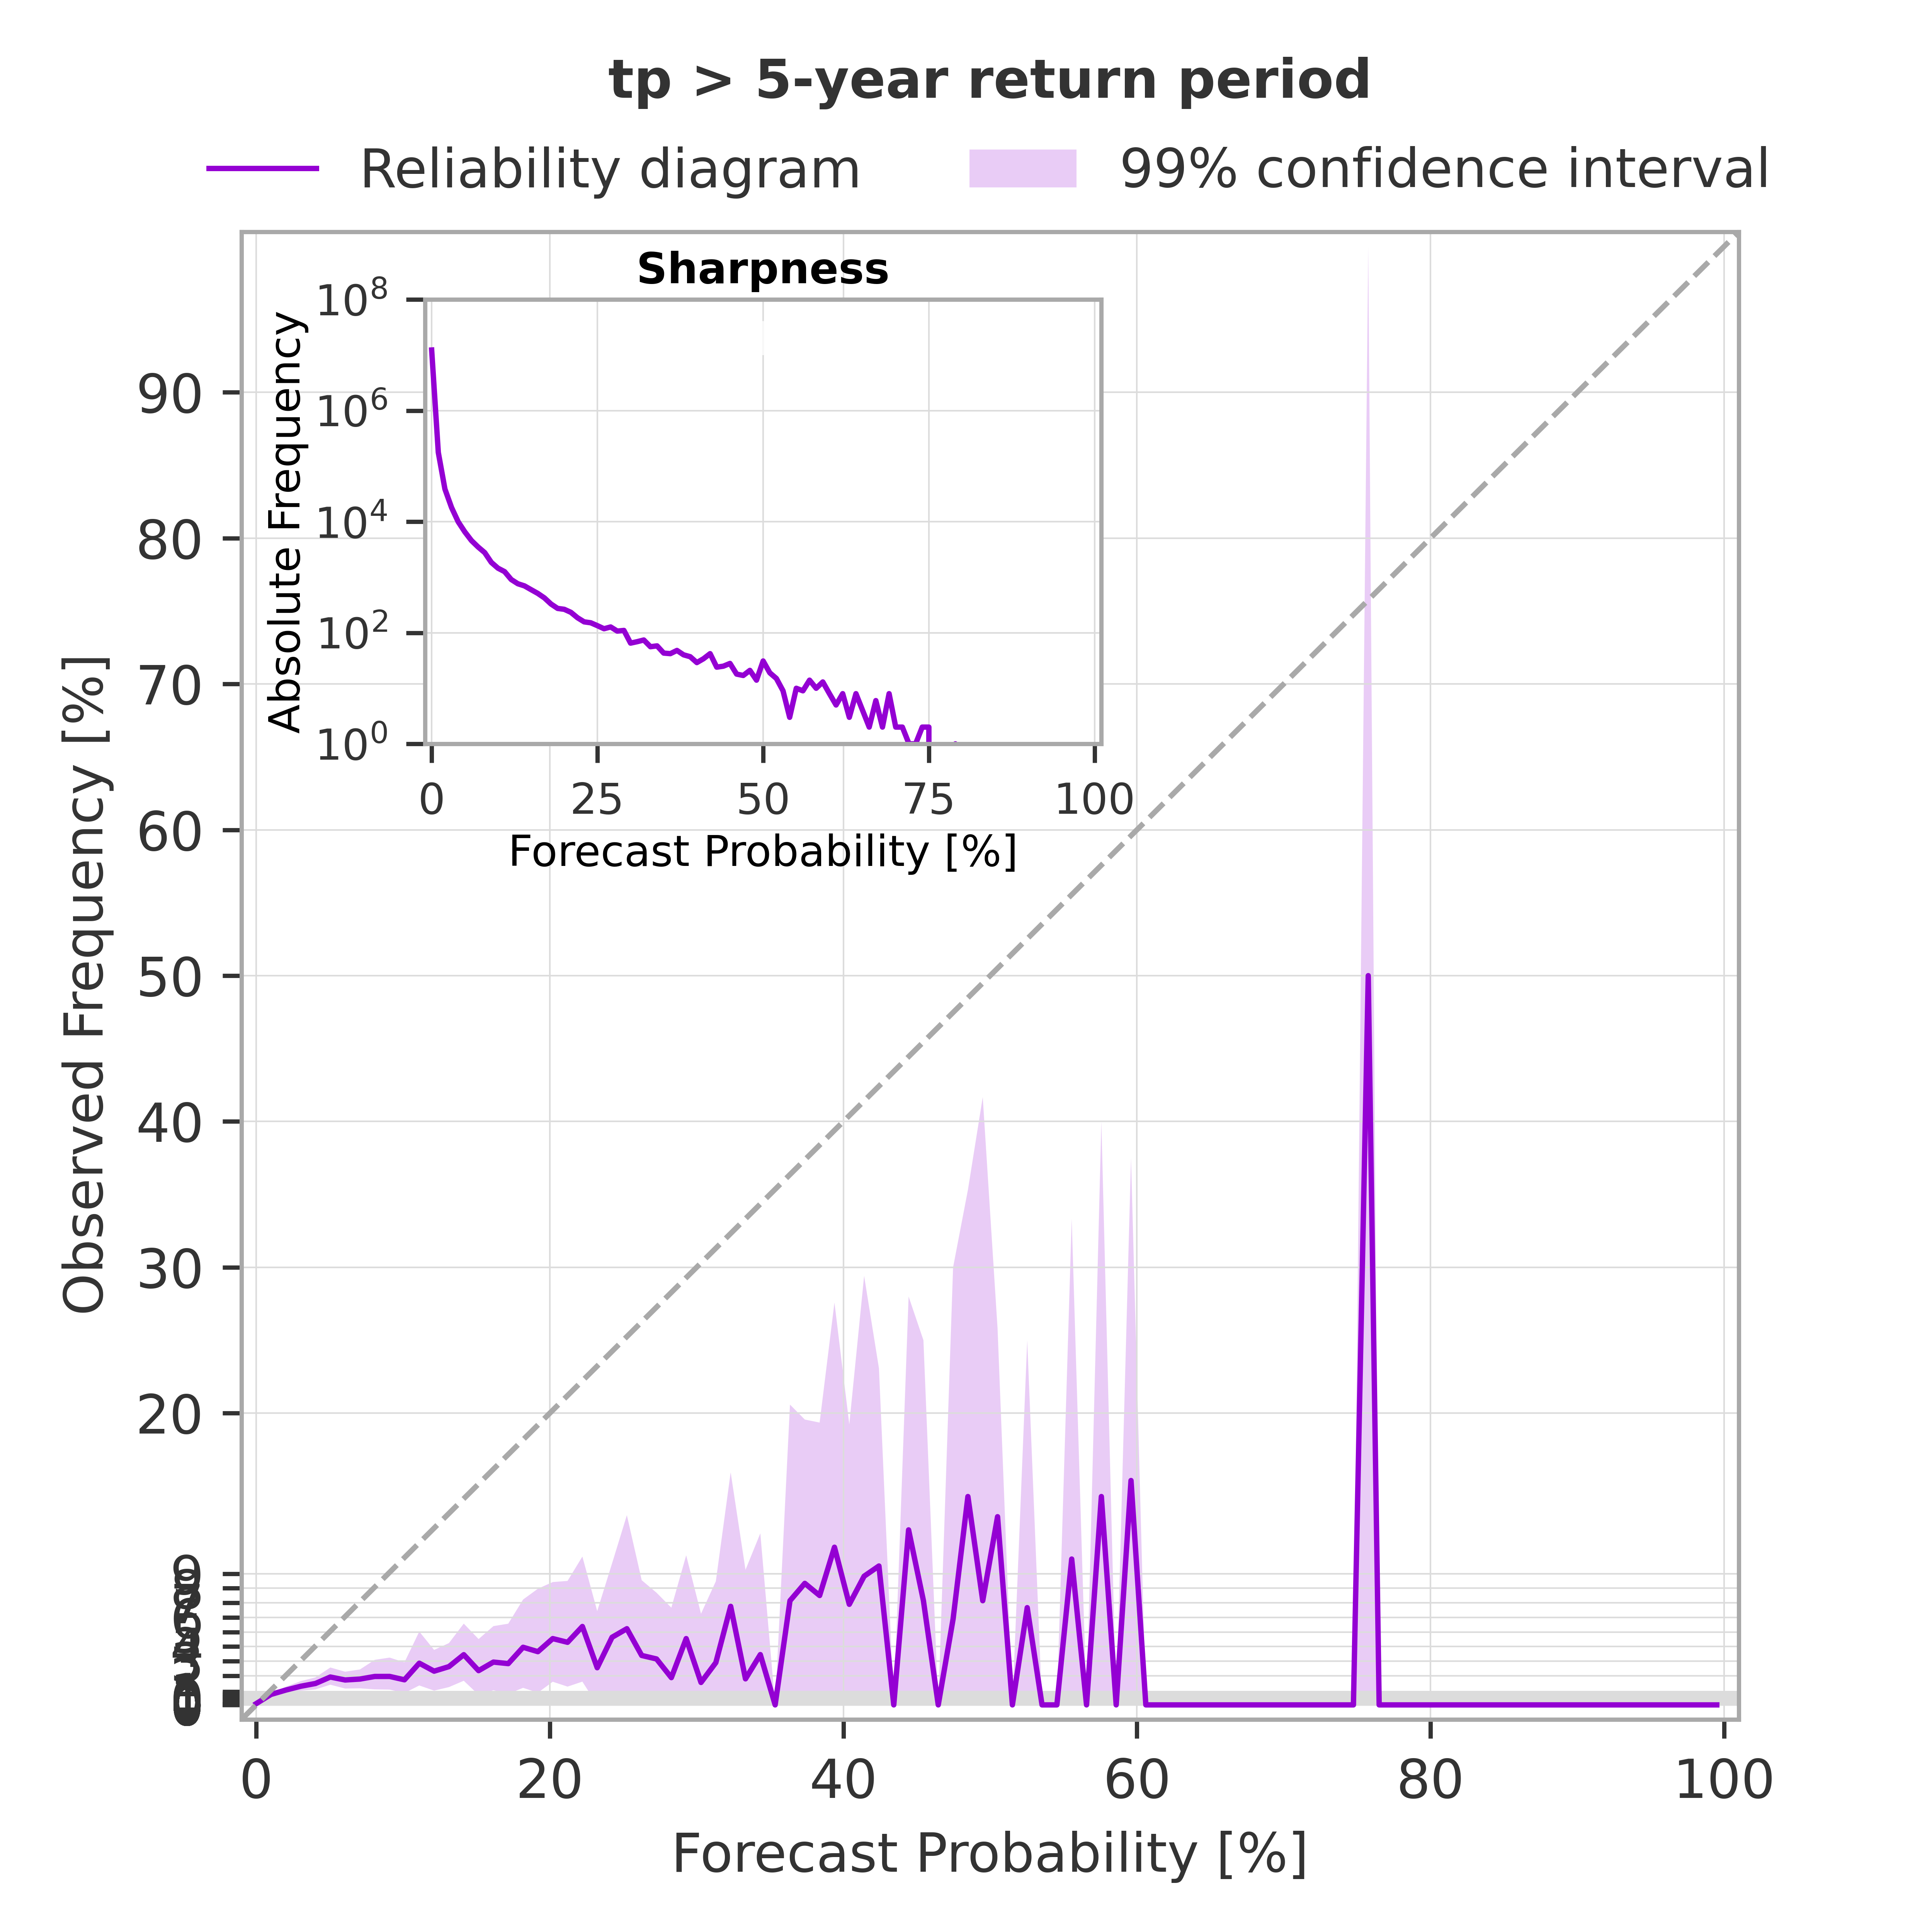 tp > 5-year return period
Reliability diagram
99% confidence interval
Sharpness
Absolute Frequency
10^8
10^6
10^4
10^2
10^0
0 25 50 75 100
Forecast Probability [%]
Observed Frequency [%]
90
80
70
60
50
40
30
20
9
0 20 40 60 80 100
Forecast Probability [%]